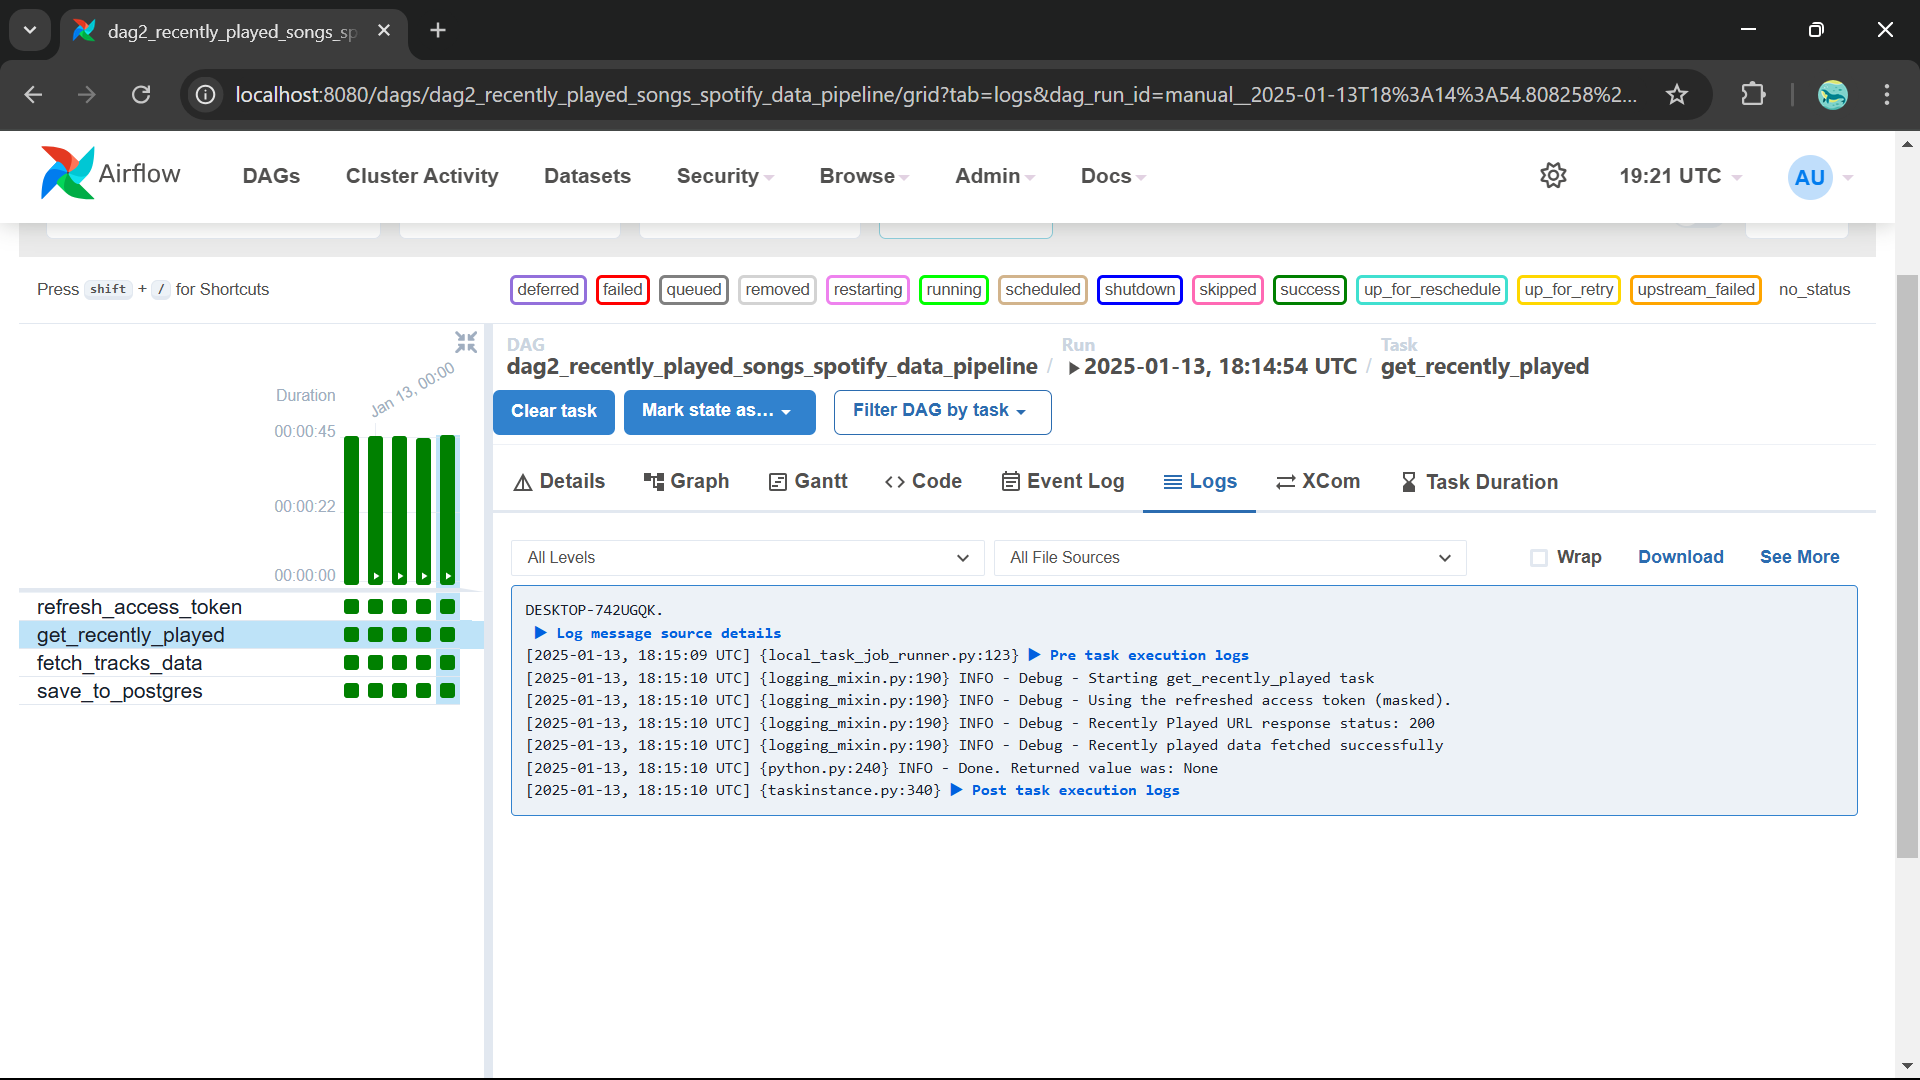 dag2_recently_played_songs_sp
localhost:8080/dags/dag2_recently_played_songs_spotify_data_pipeline/grid?tab=logs&dag_run_id=manual__2025-01-13T18%3A14%3A54.808258%2...
Airflow DAGs Cluster Activity Datasets Security Browse Admin Docs 19:21 UTC AU
Press shift + / for Shortcuts deferred failed queued removed restarting running scheduled shutdown skipped success up_for_reschedule up_for_retry upstream_failed no_status
Duration
Jan 13, 00:00
00:00:45
00:00:22
00:00:00
refresh_access_token
get_recently_played
fetch_tracks_data
save_to_postgres
DAG Run Task
dag2_recently_played_songs_spotify_data_pipeline / 2025-01-13, 18:14:54 UTC / get_recently_played
Clear task Mark state as... Filter DAG by task
Details Graph Gantt Code Event Log Logs XCom Task Duration
All Levels All File Sources Wrap Download See More
DESKTOP-742UGQK.
▶ Log message source details
[2025-01-13, 18:15:09 UTC] {local_task_job_runner.py:123} ▶ Pre task execution logs
[2025-01-13, 18:15:10 UTC] {logging_mixin.py:190} INFO - Debug - Starting get_recently_played task
[2025-01-13, 18:15:10 UTC] {logging_mixin.py:190} INFO - Debug - Using the refreshed access token (masked).
[2025-01-13, 18:15:10 UTC] {logging_mixin.py:190} INFO - Debug - Recently Played URL response status: 200
[2025-01-13, 18:15:10 UTC] {logging_mixin.py:190} INFO - Debug - Recently played data fetched successfully
[2025-01-13, 18:15:10 UTC] {python.py:240} INFO - Done. Returned value was: None
[2025-01-13, 18:15:10 UTC] {taskinstance.py:340} ▶ Post task execution logs